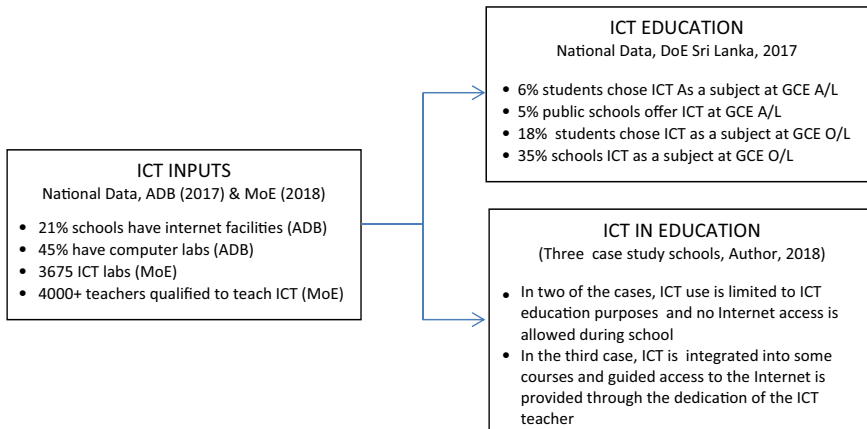 ICT INPUTS
National Data, ADB (2017) & MoE (2018)
• 21% schools have internet facilities (ADB)
• 45% have computer labs (ADB)
• 3675 ICT labs (MoE)
• 4000+ teachers qualified to teach ICT (MoE)
ICT EDUCATION
National Data, DoE Sri Lanka, 2017
• 6% students chose ICT As a subject at GCE A/L
• 5% public schools offer ICT at GCE A/L
• 18% students chose ICT as a subject at GCE O/L
• 35% schools ICT as a subject at GCE O/L
ICT IN EDUCATION
(Three case study schools, Author, 2018)
• In two of the cases, ICT use is limited to ICT
education purposes and no Internet access is
allowed during school
• In the third case, ICT is integrated into some
courses and guided access to the Internet is
provided through the dedication of the ICT
teacher